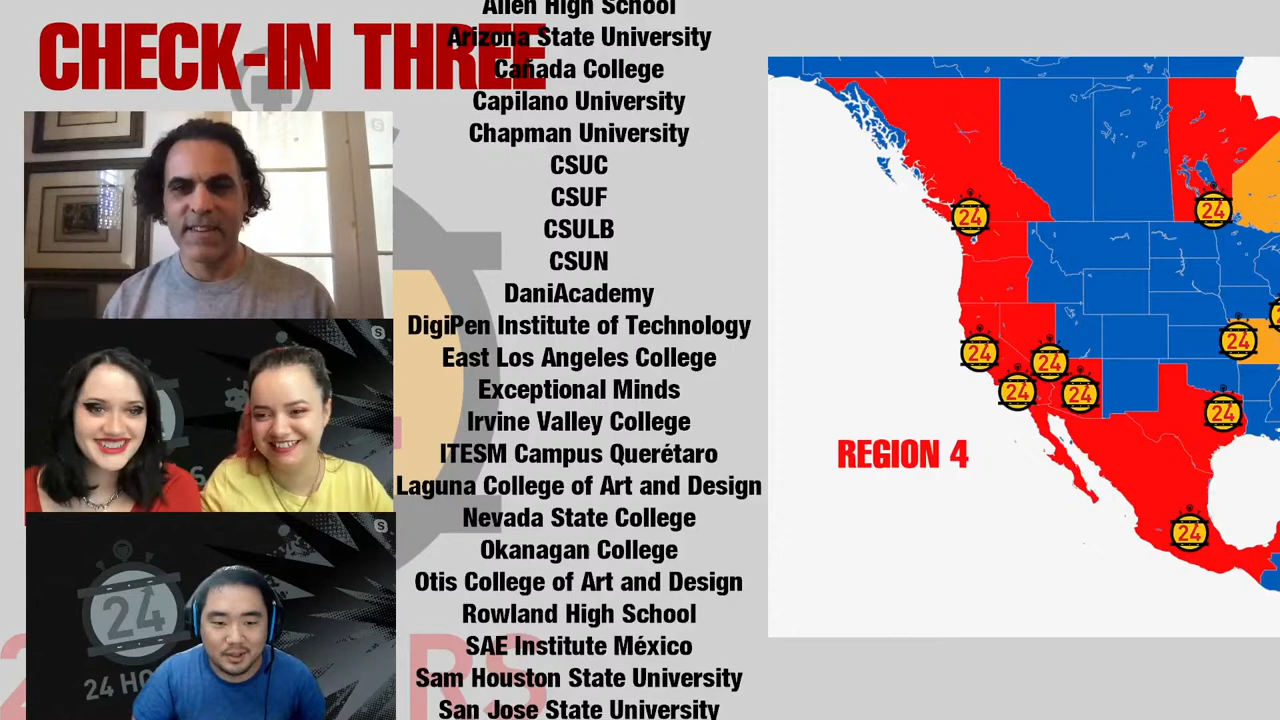 CHECK-IN THREE
Allen High School
Arizona State University
Cañada College
Capilano University
Chapman University
CSUC
CSUF
CSULB
CSUN
DaniAcademy
DigiPen Institute of Technology
East Los Angeles College
Exceptional Minds
Irvine Valley College
ITESM Campus Querétaro
Laguna College of Art and Design
Nevada State College
Okanagan College
Otis College of Art and Design
Rowland High School
SAE Institute México
Sam Houston State University
San Jose State University
24
24 HO
RS
REGION 4
24
24
24
24
24
24
24
24
24